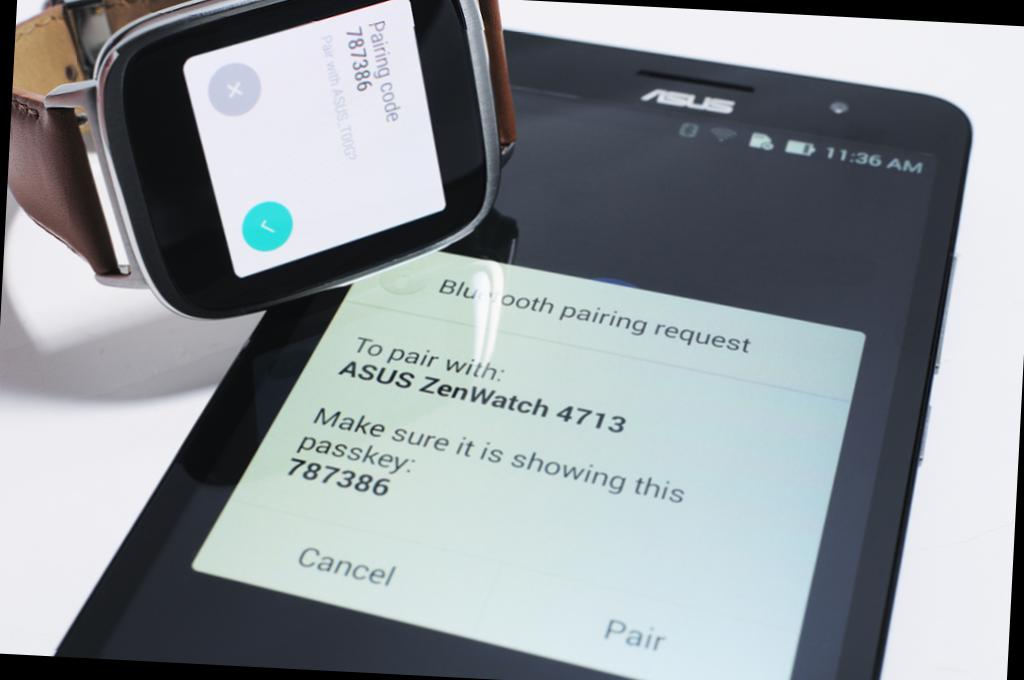 Pairing code
787386
Pair with ASUS_T00G?
ASUS
11:36 AM
Bluetooth pairing request
To pair with:
ASUS ZenWatch 4713
Make sure it is showing this
passkey:
787386
Cancel
Pair